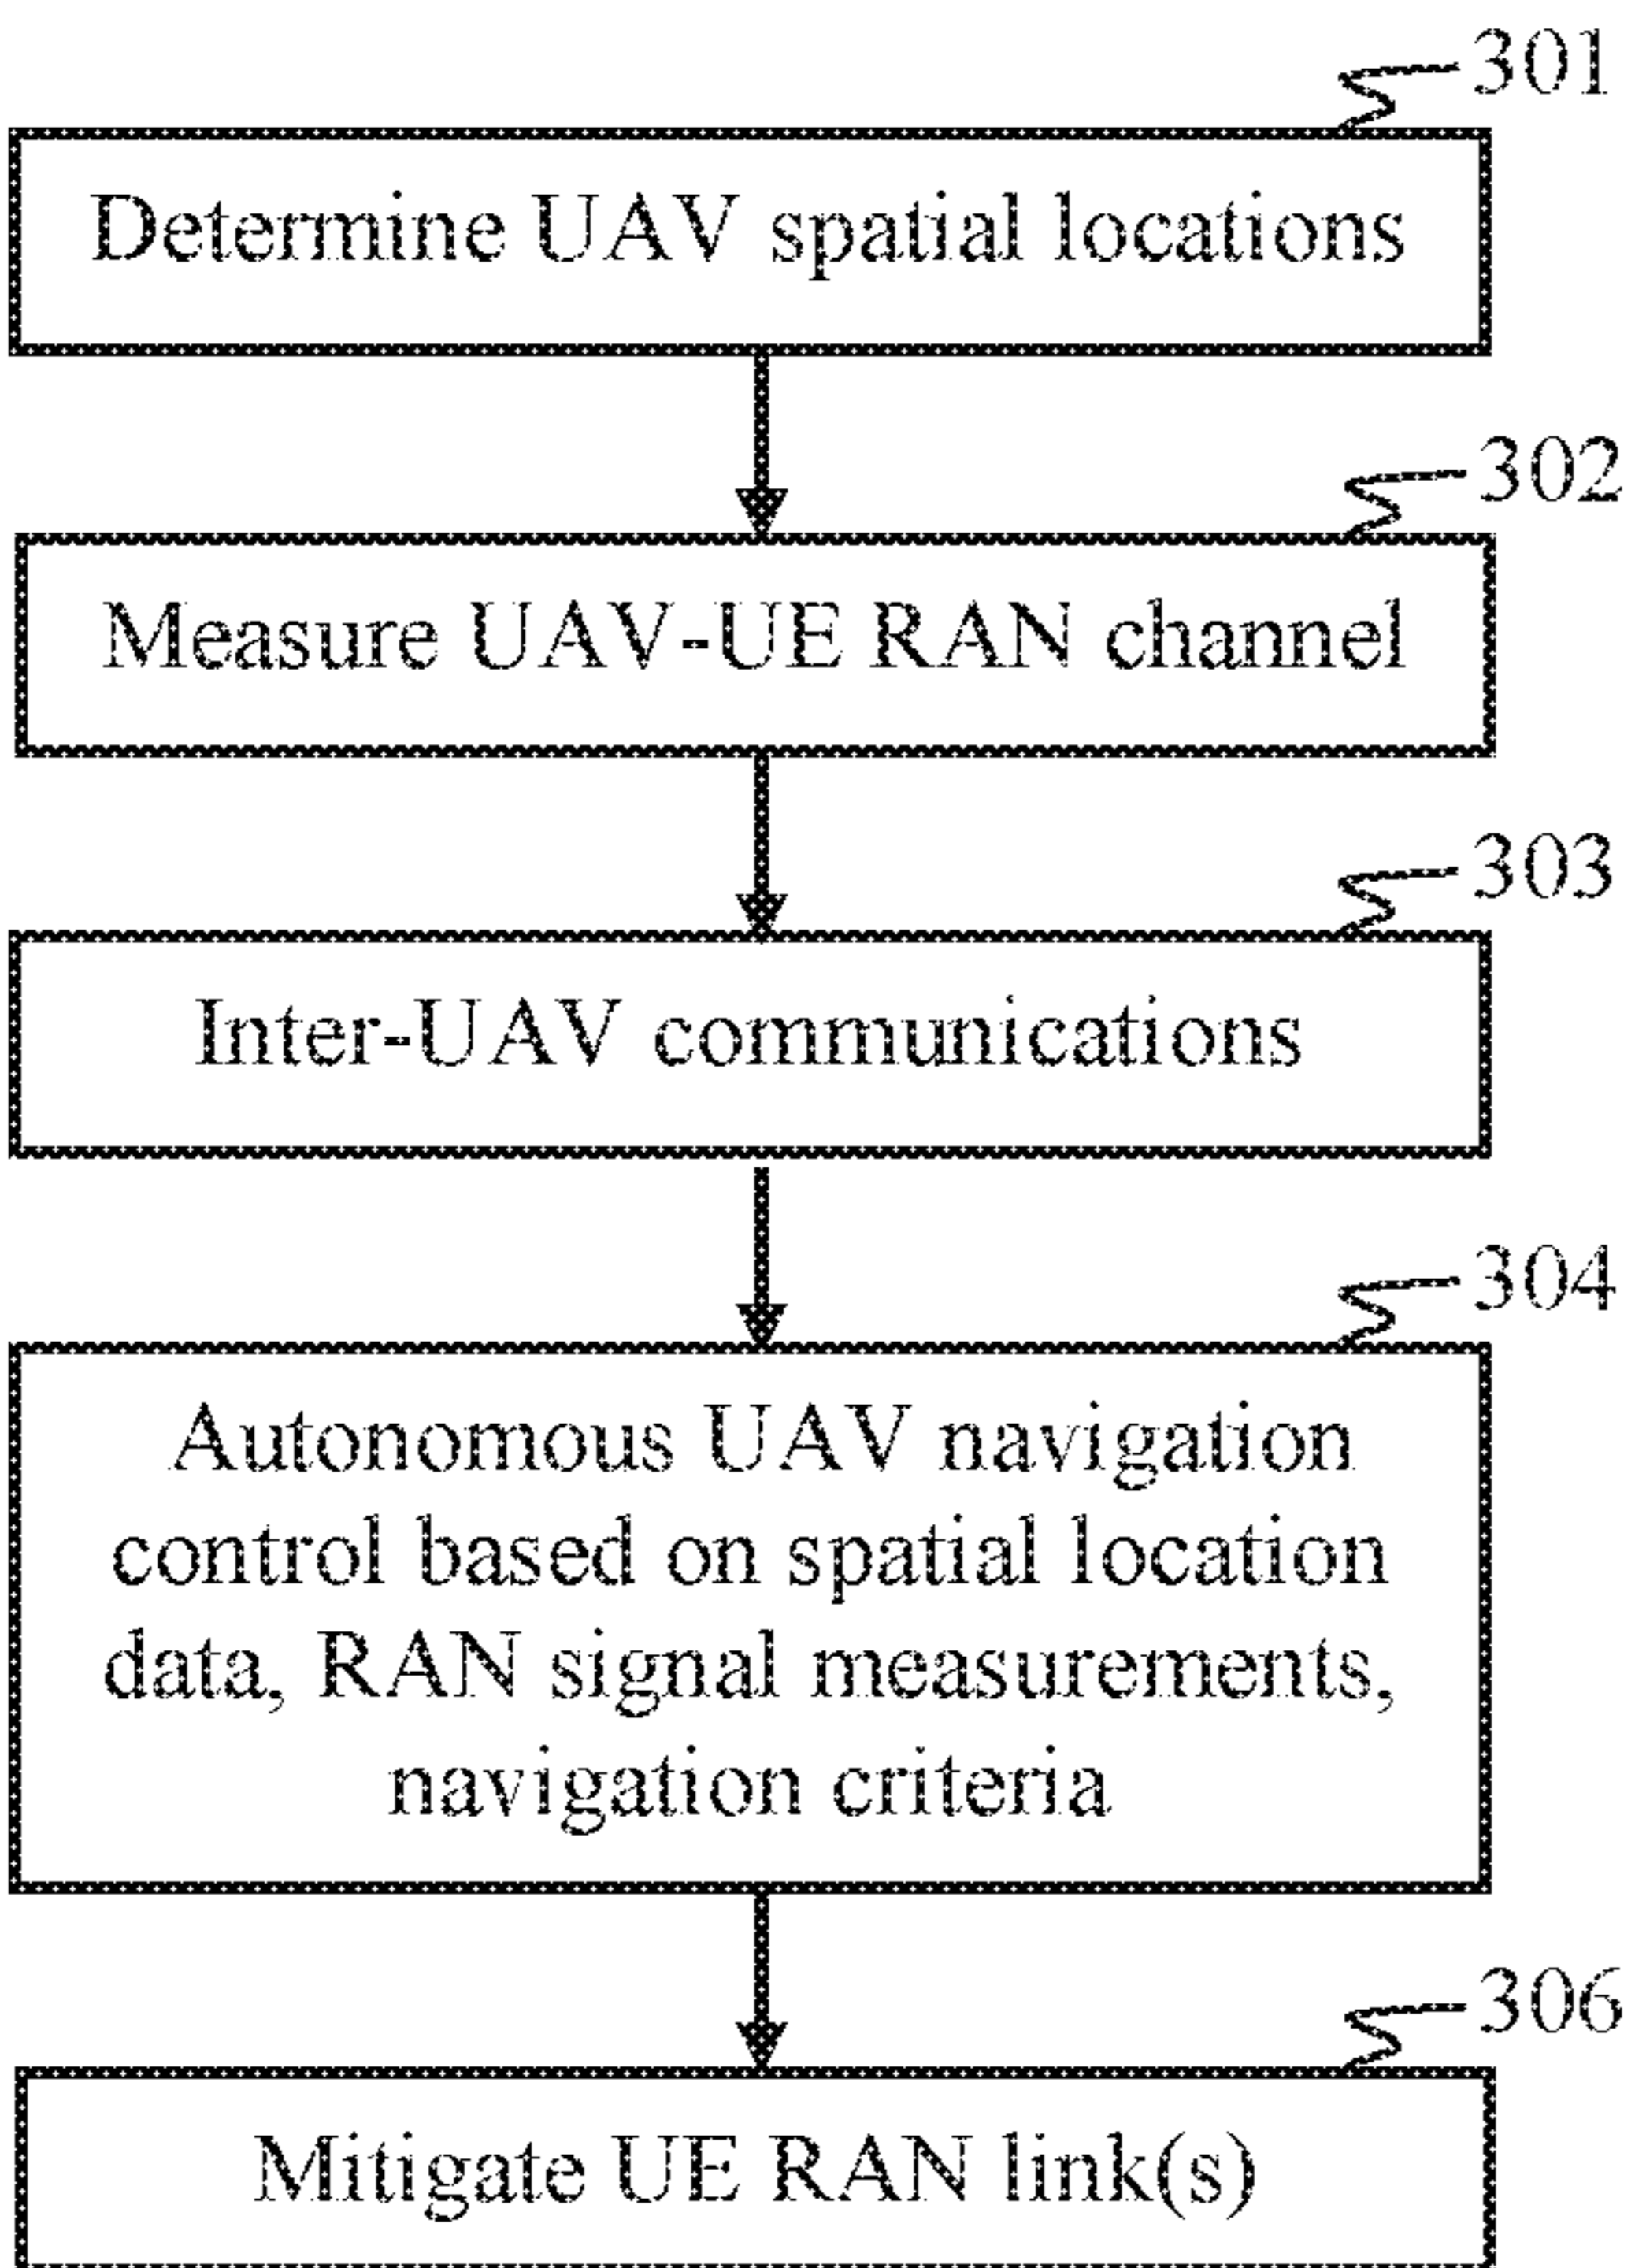 301
Determine UAV spatial locations
302
Measure UAV-UE RAN channel
303
Inter-UAV communications
304
Autonomous UAV navigation
control based on spatial location
data, RAN signal measurements,
navigation criteria
306
Mitigate UE RAN link(s)